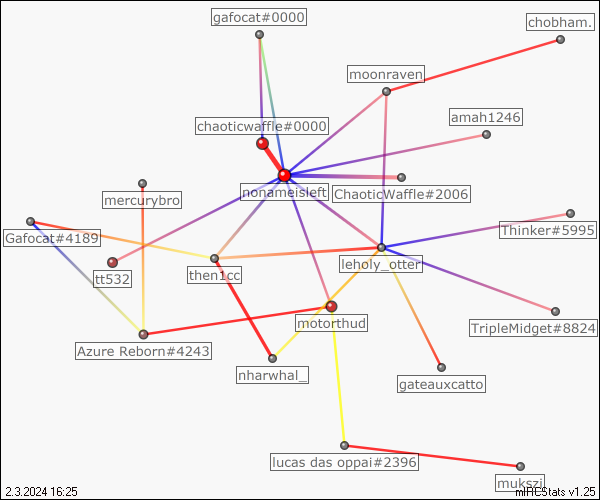 gafocat#0000
chobham.
moonraven
amah1246
chaoticwaffle#0000
nonameisleft
ChaoticWaffle#2006
mercurybro
Gafocat#4189
Thinker#5995
tt532
then1cc
leholy_otter
motorthud
TripleMidget#8824
Azure Reborn#4243
nharwhal_
gateauxcatto
lucas das oppai#2396
mukszi
2.3.2024 16:25
mIRCStats v1.25